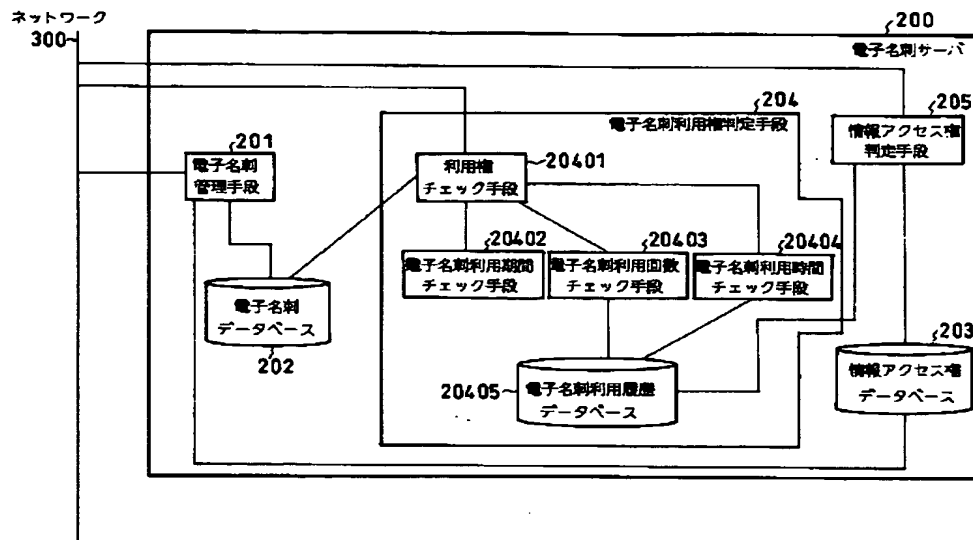 ネットワーク
300
200
電子名刺サーバ
204
電子名刺利用権判定手段
205
情報アクセス権
判定手段
201
電子名刺
管理手段
20401
利用権
チェック手段
20402
電子名刺利用期間
チェック手段
20403
電子名刺利用回数
チェック手段
20404
電子名刺利用時間
チェック手段
電子名刺
データベース
202
203
情報アクセス権
データベース
20405
電子名刺利用履歴
データベース